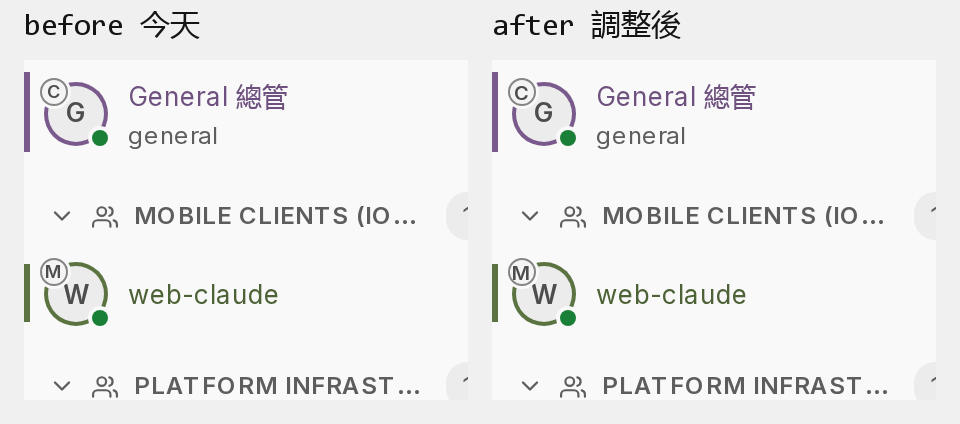 before 今天
C
G
General 總管
general
MOBILE CLIENTS (IO...
M
W
web-claude
PLATFORM INFRAST...
after 調整後
C
G
General 總管
general
MOBILE CLIENTS (IO...
M
W
web-claude
PLATFORM INFRAST...